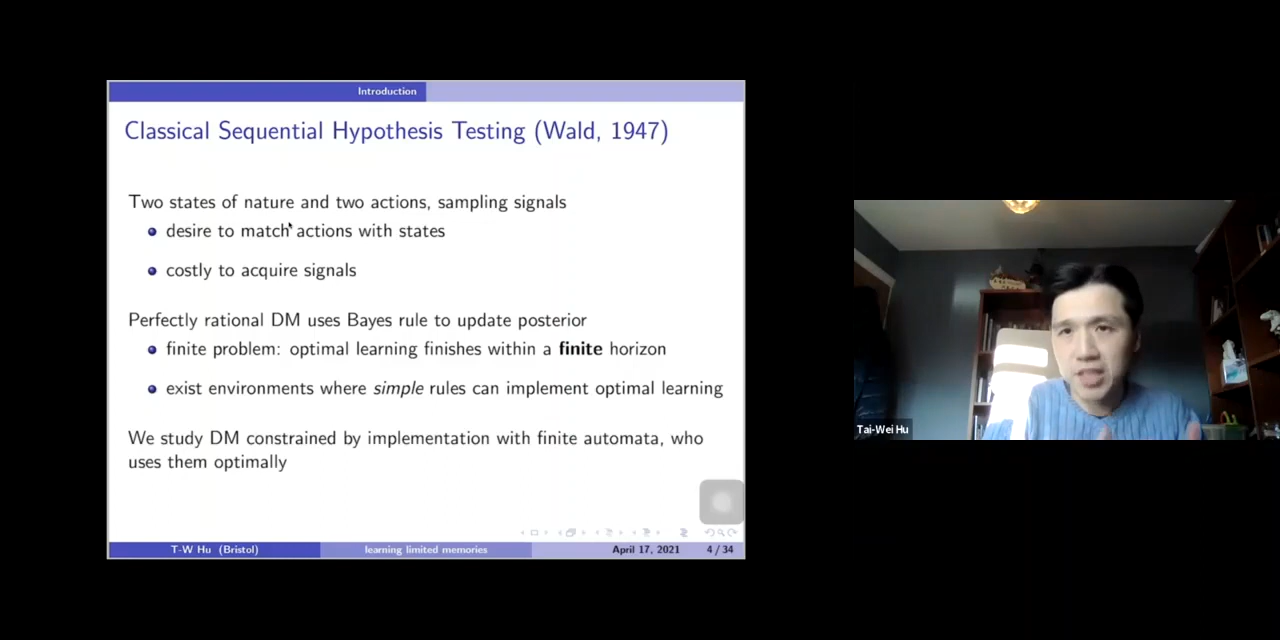 Introduction
Classical Sequential Hypothesis Testing (Wald, 1947)
Two states of nature and two actions, sampling signals
desire to match actions with states
costly to acquire signals
Perfectly rational DM uses Bayes rule to update posterior
finite problem: optimal learning finishes within a finite horizon
exist environments where simple rules can implement optimal learning
We study DM constrained by implementation with finite automata, who
uses them optimally
T-W Hu (Bristol)
learning limited memories
April 17, 2021
4 / 34
Tai-Wei Hu